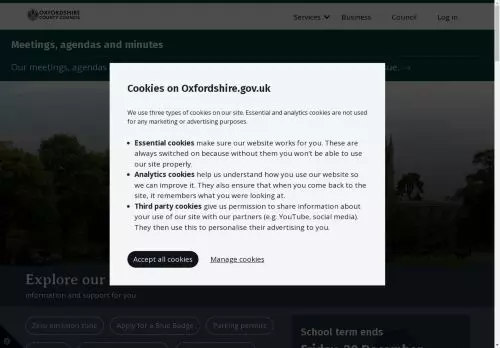 OXFORDSHIRE
COUNTY COUNCIL
Services
Business
Council
Log in
Meetings, agendas and minutes
Our meetings, agendas
→
Cookies on Oxfordshire.gov.uk
We use three types of cookies on our site. Essential and analytics cookies are not used
for any marketing or advertising purposes.
• Essential cookies make sure our website works for you. These are
always switched on because without them you won't be able to use
our site properly.
• Analytics cookies help us understand how you use our website so
we can improve it. They also ensure that when you come back to the
site, it remembers what you were looking at.
• Third party cookies give us permission to share information about
your use of our site with our partners (e.g. YouTube, social media).
They then use this to personalise their advertising to you.
Accept all cookies
Manage cookies
Explore our
information and support for you
Zero emission zone
Apply for a Blue Badge
Parking permits
School term ends
Friday 20 December